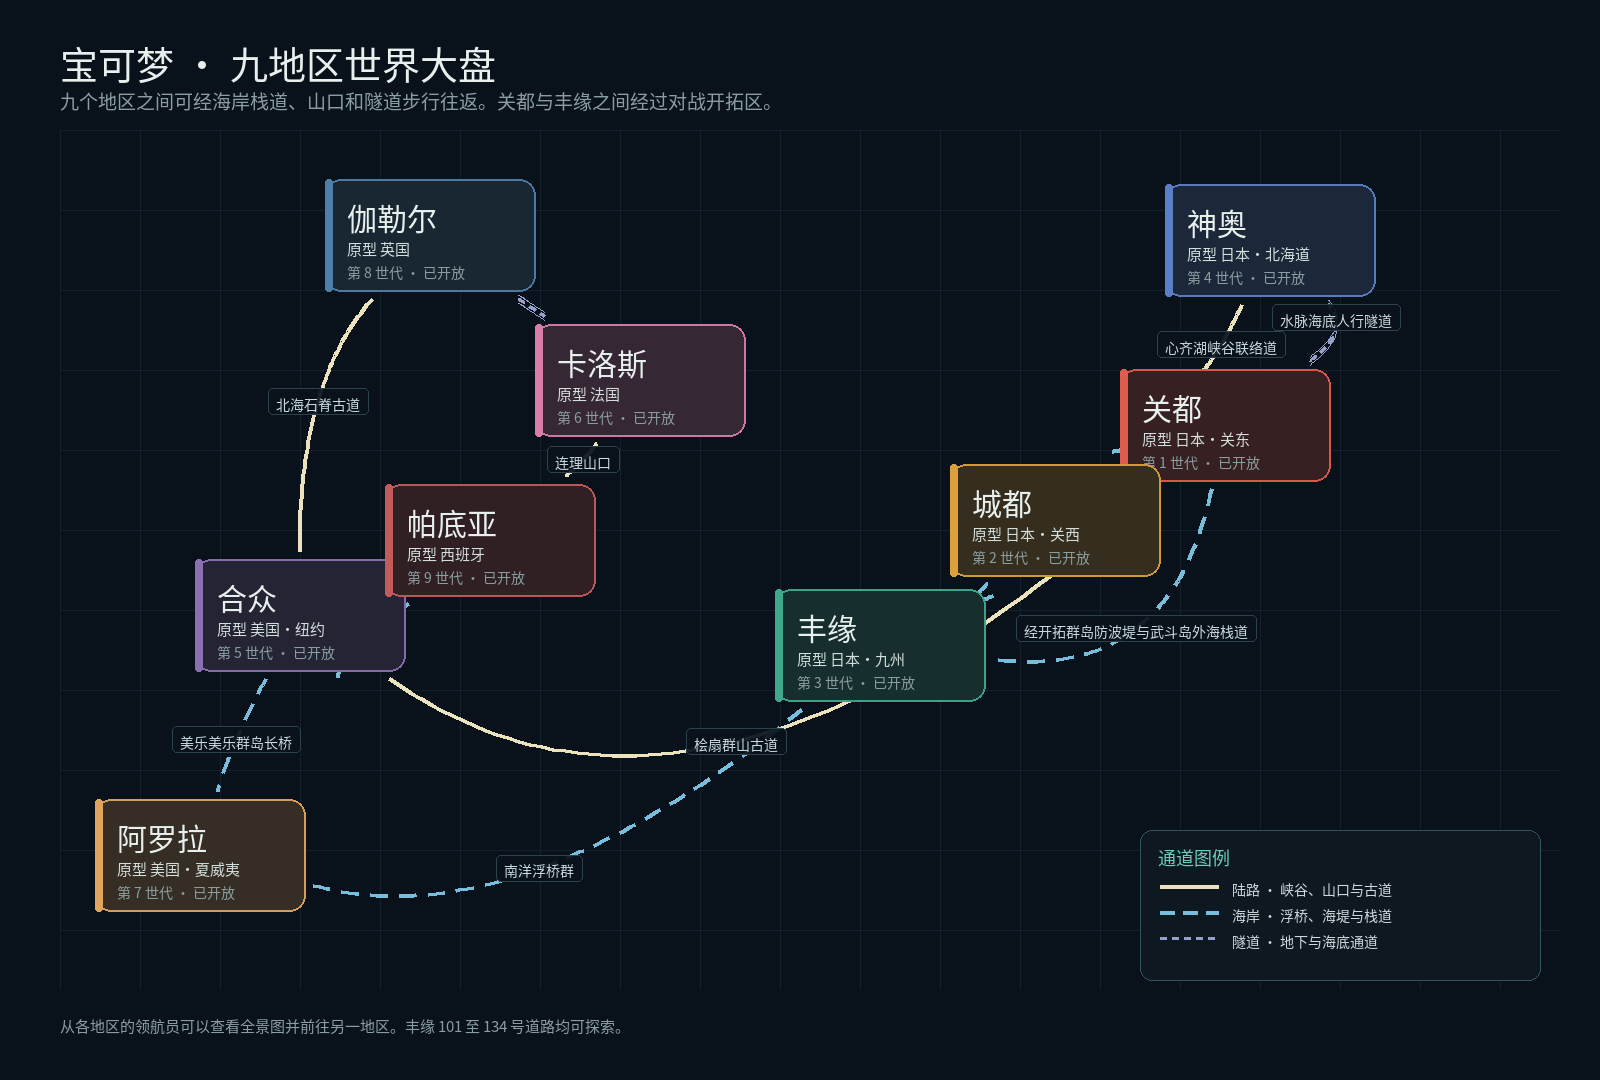 宝可梦 · 九地区世界大盘
九个地区之间可经海岸栈道、山口和隧道步行往返。关都与丰缘之间经过对战开拓区。
伽勒尔
原型 英国
第 8 世代 · 已开放
神奥
原型 日本·北海道
第 4 世代 · 已开放
水脉海底人行隧道
心齐湖峡谷联络道
卡洛斯
原型 法国
第 6 世代 · 已开放
北海石脊古道
关都
原型 日本·关东
第 1 世代 · 已开放
连理山口
城都
原型 日本·关西
第 2 世代 · 已开放
帕底亚
原型 西班牙
第 9 世代 · 已开放
合众
原型 美国·纽约
第 5 世代 · 已开放
丰缘
原型 日本·九州
第 3 世代 · 已开放
经开拓群岛防波堤与武斗岛外海栈道
美乐美乐群岛长桥
桧扇群山古道
阿罗拉
原型 美国·夏威夷
第 7 世代 · 已开放
南洋浮桥群
通道图例
陆路 · 峡谷、山口与古道
海岸 · 浮桥、海堤与栈道
隧道 · 地下与海底通道
从各地区的领航员可以查看全景图并前往另一地区。丰缘 101 至 134 号道路均可探索。